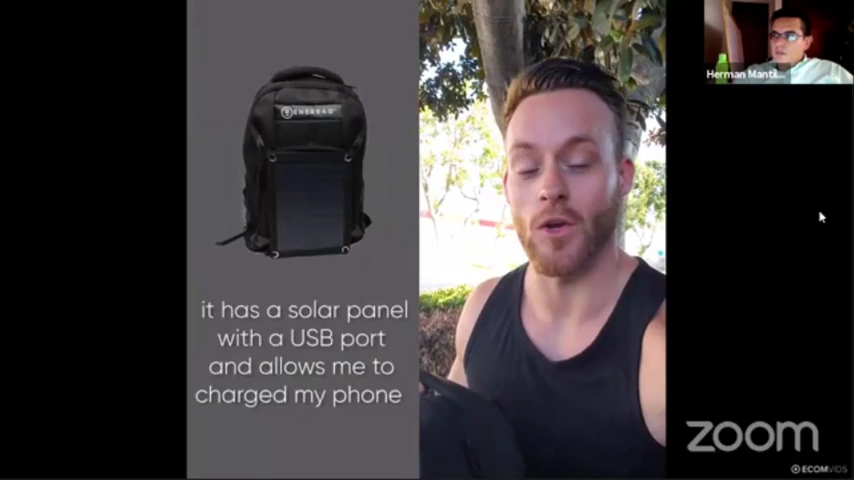 ENERBAG
Herman Manti...
it has a solar panel
with a USB port
and allows me to
charged my phone
zoom
ECOMVIDS